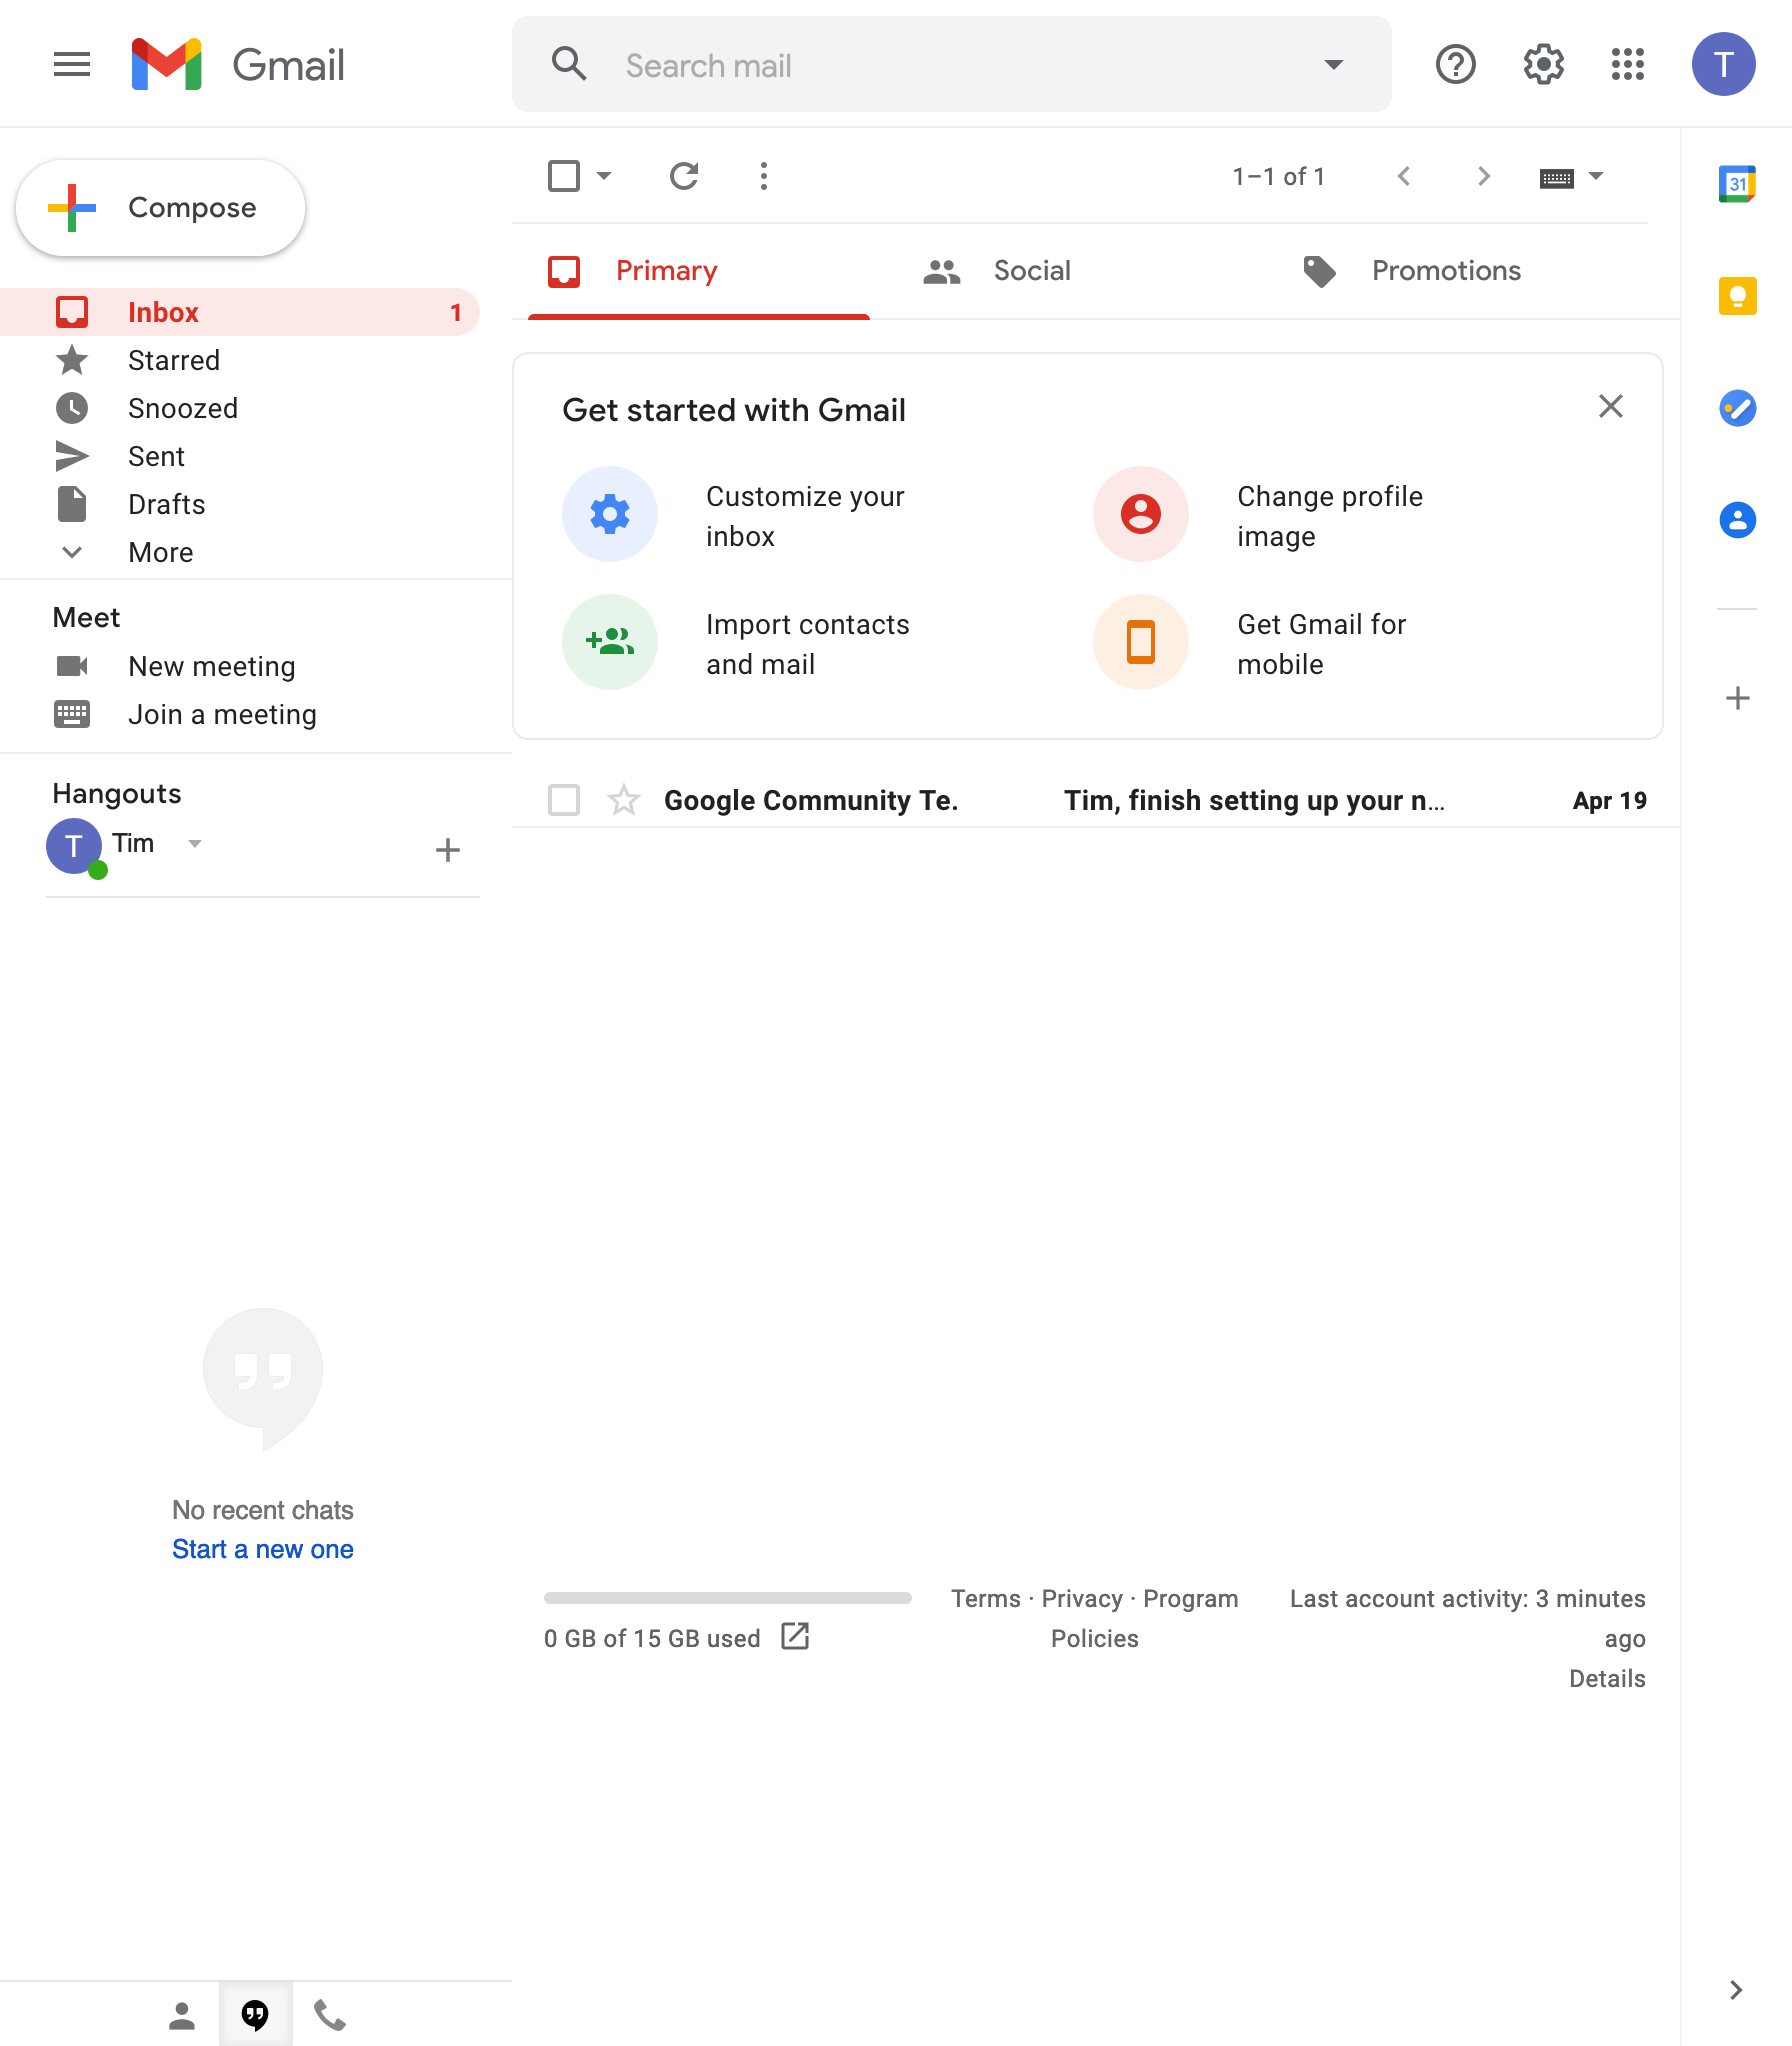 Gmail
Search mail
T
Compose
1–1 of 1
31
Primary
Social
Promotions
Inbox 1
Starred
Snoozed
Sent
Drafts
More
Get started with Gmail
Customize your
inbox
Change profile
image
Import contacts
and mail
Get Gmail for
mobile
Meet
New meeting
Join a meeting
Google Community Te. Tim, finish setting up your n... Apr 19
Hangouts
T Tim
No recent chats
Start a new one
0 GB of 15 GB used
Terms · Privacy · Program
Policies
Last account activity: 3 minutes
ago
Details